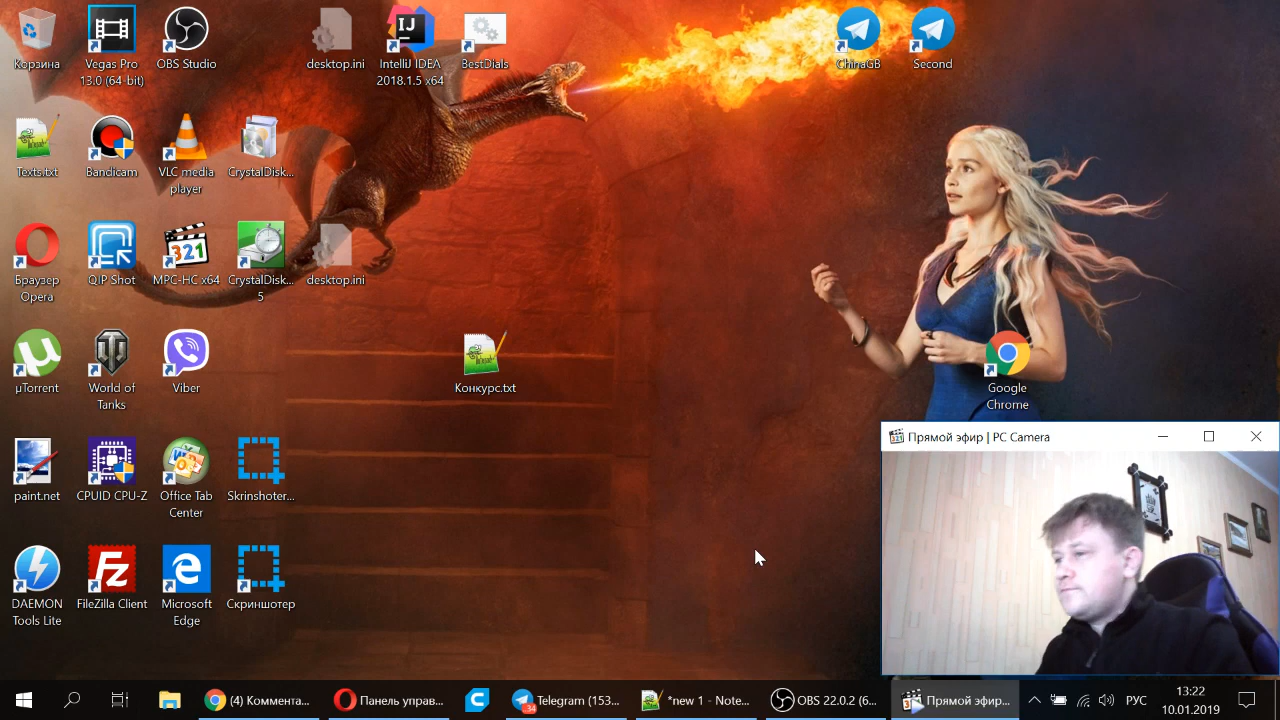 Корзина
Vegas Pro
13.0 (64-bit)
OBS Studio
desktop.ini
IntelliJ IDEA
2018.1.5 x64
BestDials
ChinaGB
Second
Texts.txt
Bandicam
VLC media
player
CrystalDisk...
Браузер
Opera
QIP Shot
MPC-HC x64
CrystalDisk...
5
desktop.ini
µTorrent
World of
Tanks
Viber
Конкурс.txt
Google
Chrome
paint.net
CPUID CPU-Z
Office Tab
Center
Skrinshoter...
DAEMON
Tools Lite
FileZilla Client
Microsoft
Edge
Скриншотер
321 Прямой эфир | PC Camera
(4) Коммента...
Панель управ...
34 Telegram (153...
*new 1 - Note...
OBS 22.0.2 (6...
Прямой эфир...
РУС
13:22
10.01.2019